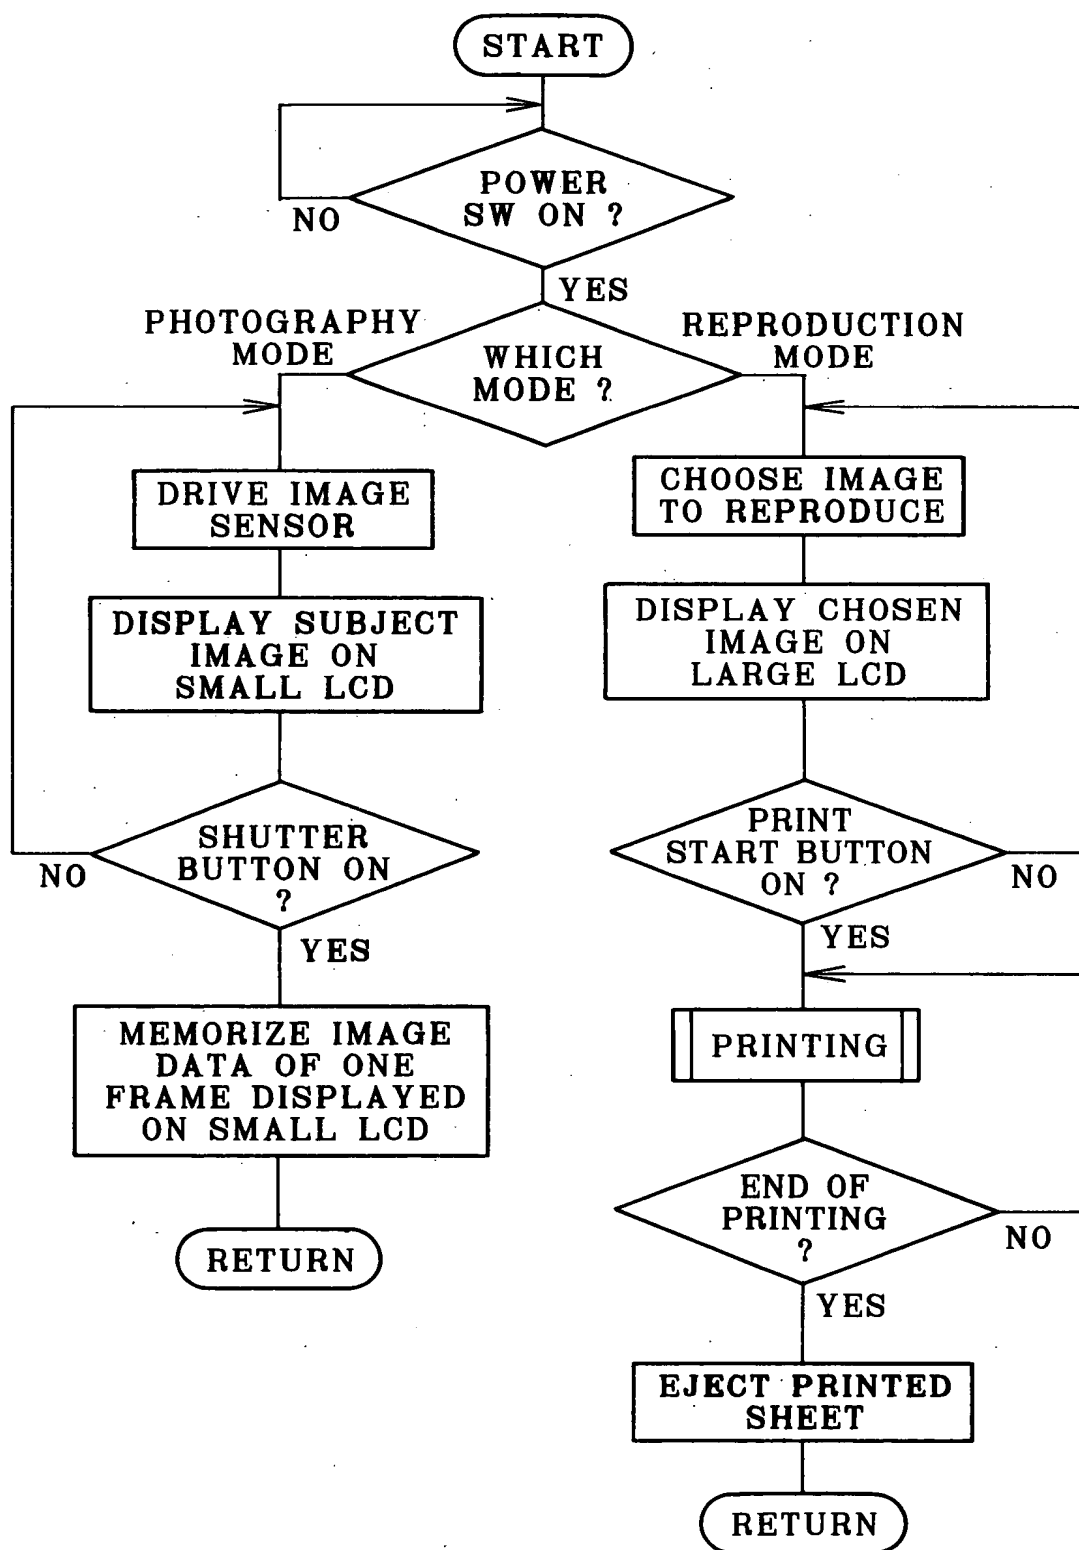 START
POWER
SW ON ?
NO
YES
PHOTOGRAPHY
MODE
WHICH
MODE ?
REPRODUCTION
MODE
DRIVE IMAGE
SENSOR
DISPLAY SUBJECT
IMAGE ON
SMALL LCD
SHUTTER
BUTTON ON
?
NO
YES
MEMORIZE IMAGE
DATA OF ONE
FRAME DISPLAYED
ON SMALL LCD
RETURN
CHOOSE IMAGE
TO REPRODUCE
DISPLAY CHOSEN
IMAGE ON
LARGE LCD
PRINT
START BUTTON
ON ?
NO
YES
PRINTING
END OF
PRINTING
?
NO
YES
EJECT PRINTED
SHEET
RETURN